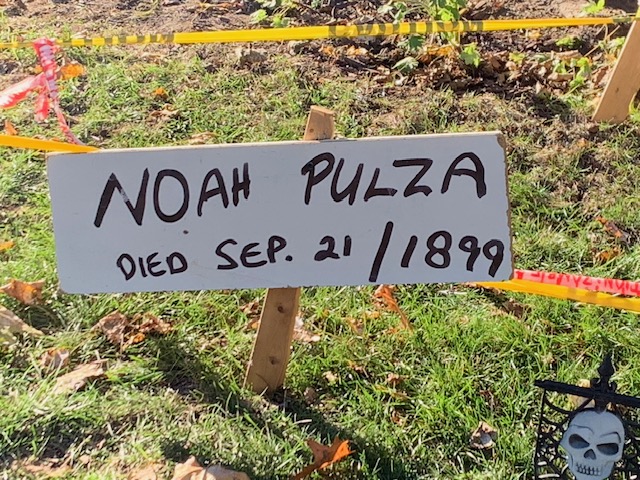 NOAH PULZA
DIED SEP. 21/1899